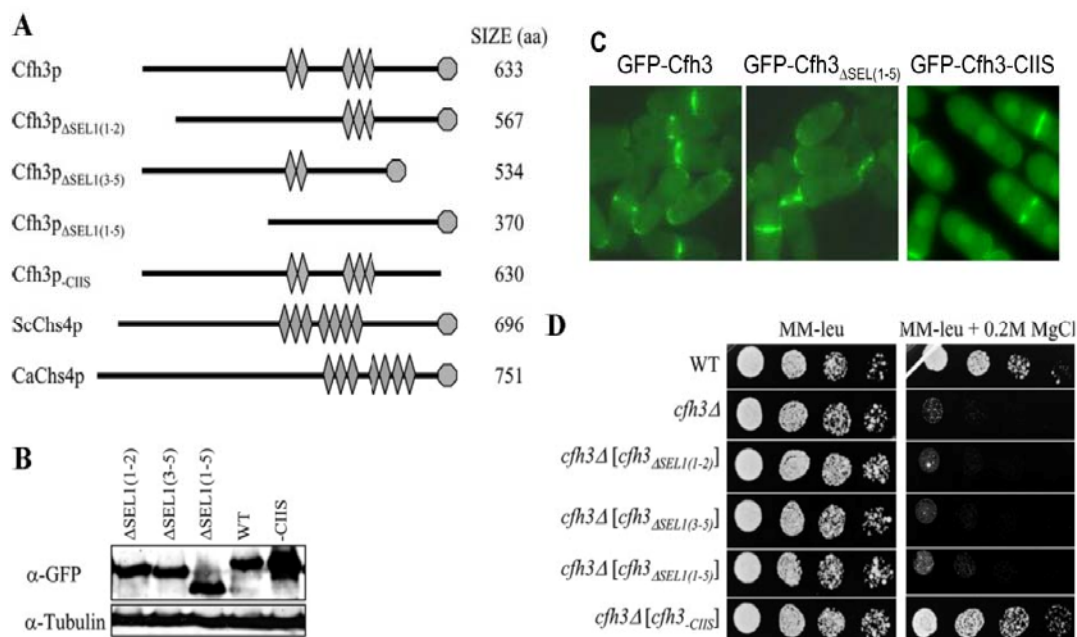 A
SIZE (aa)
Cfh3p 633
Cfh3pΔSEL1(1-2) 567
Cfh3pΔSEL1(3-5) 534
Cfh3pΔSEL1(1-5) 370
Cfh3p-CIIS 630
ScChs4p 696
CaChs4p 751
B
ΔSEL1(1-2)
ΔSEL1(3-5)
ΔSEL1(1-5)
WT
-CIIS
α-GFP
α-Tubulin
C
GFP-Cfh3 GFP-Cfh3ΔSEL(1-5) GFP-Cfh3-CIIS
D
MM-leu MM-leu + 0.2M MgCl
WT
cfh3Δ
cfh3Δ [cfh3ΔSEL1(1-2)]
cfh3Δ [cfh3ΔSEL1(3-5)]
cfh3Δ [cfh3ΔSEL1(1-5)]
cfh3Δ [cfh3-CIIS]